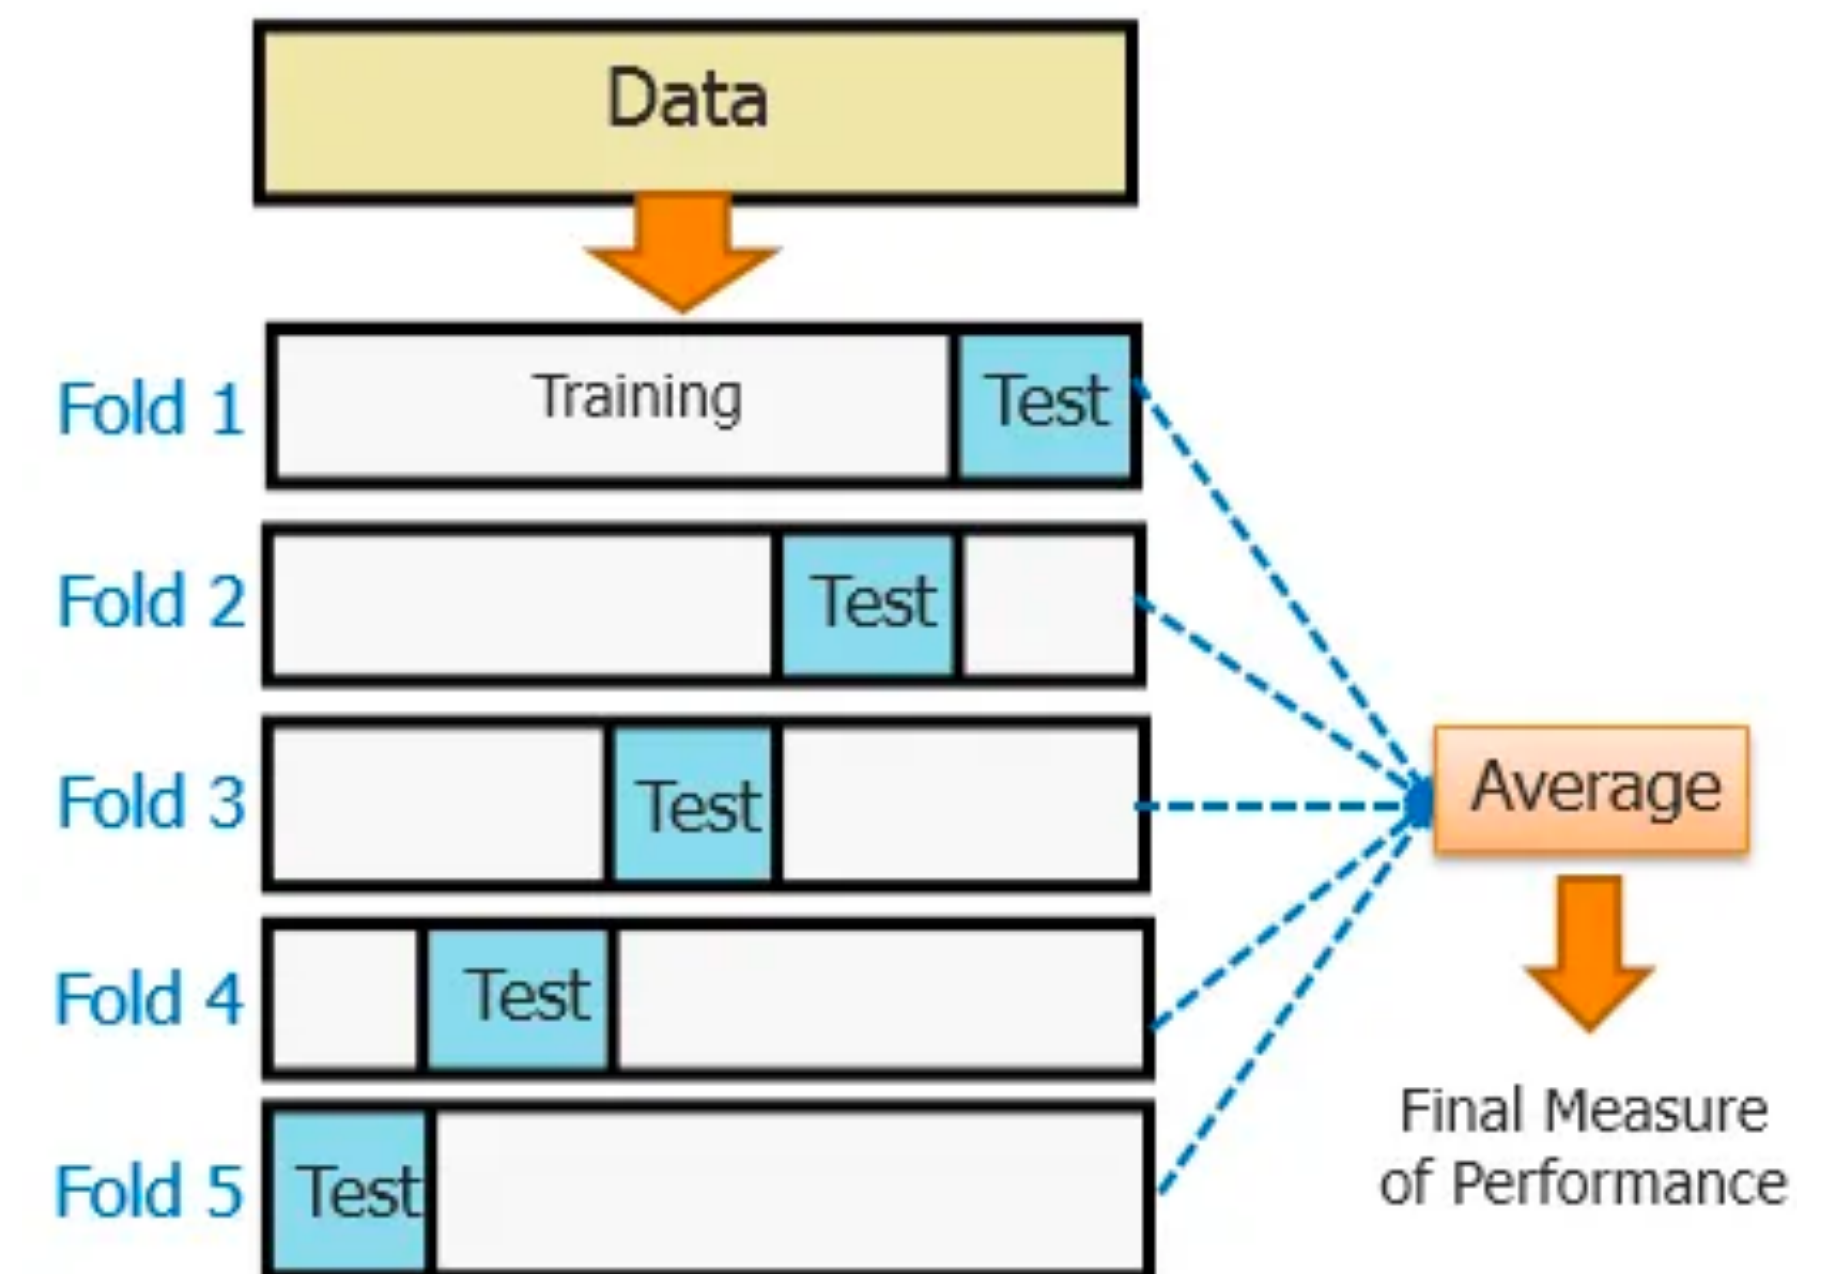 Data
Fold 1
Training
Test
Fold 2
Test
Fold 3
Test
Average
Fold 4
Test
Final Measure
of Performance
Fold 5
Test